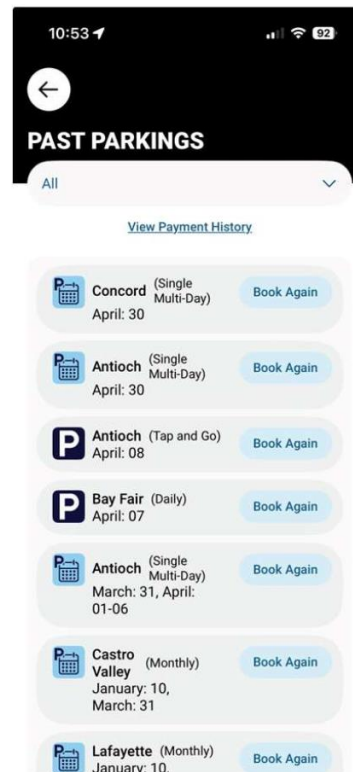 10:53
92
PAST PARKINGS
All
View Payment History
P
Concord (Single
Multi-Day)
April: 30
Book Again
P
Antioch (Single
Multi-Day)
April: 30
Book Again
P
Antioch (Tap and Go)
April: 08
Book Again
P
Bay Fair (Daily)
April: 07
Book Again
P
Antioch (Single
Multi-Day)
March: 31, April:
01-06
Book Again
P
Castro
Valley (Monthly)
January: 10,
March: 31
Book Again
P
Lafayette (Monthly)
January: 10,
Book Again